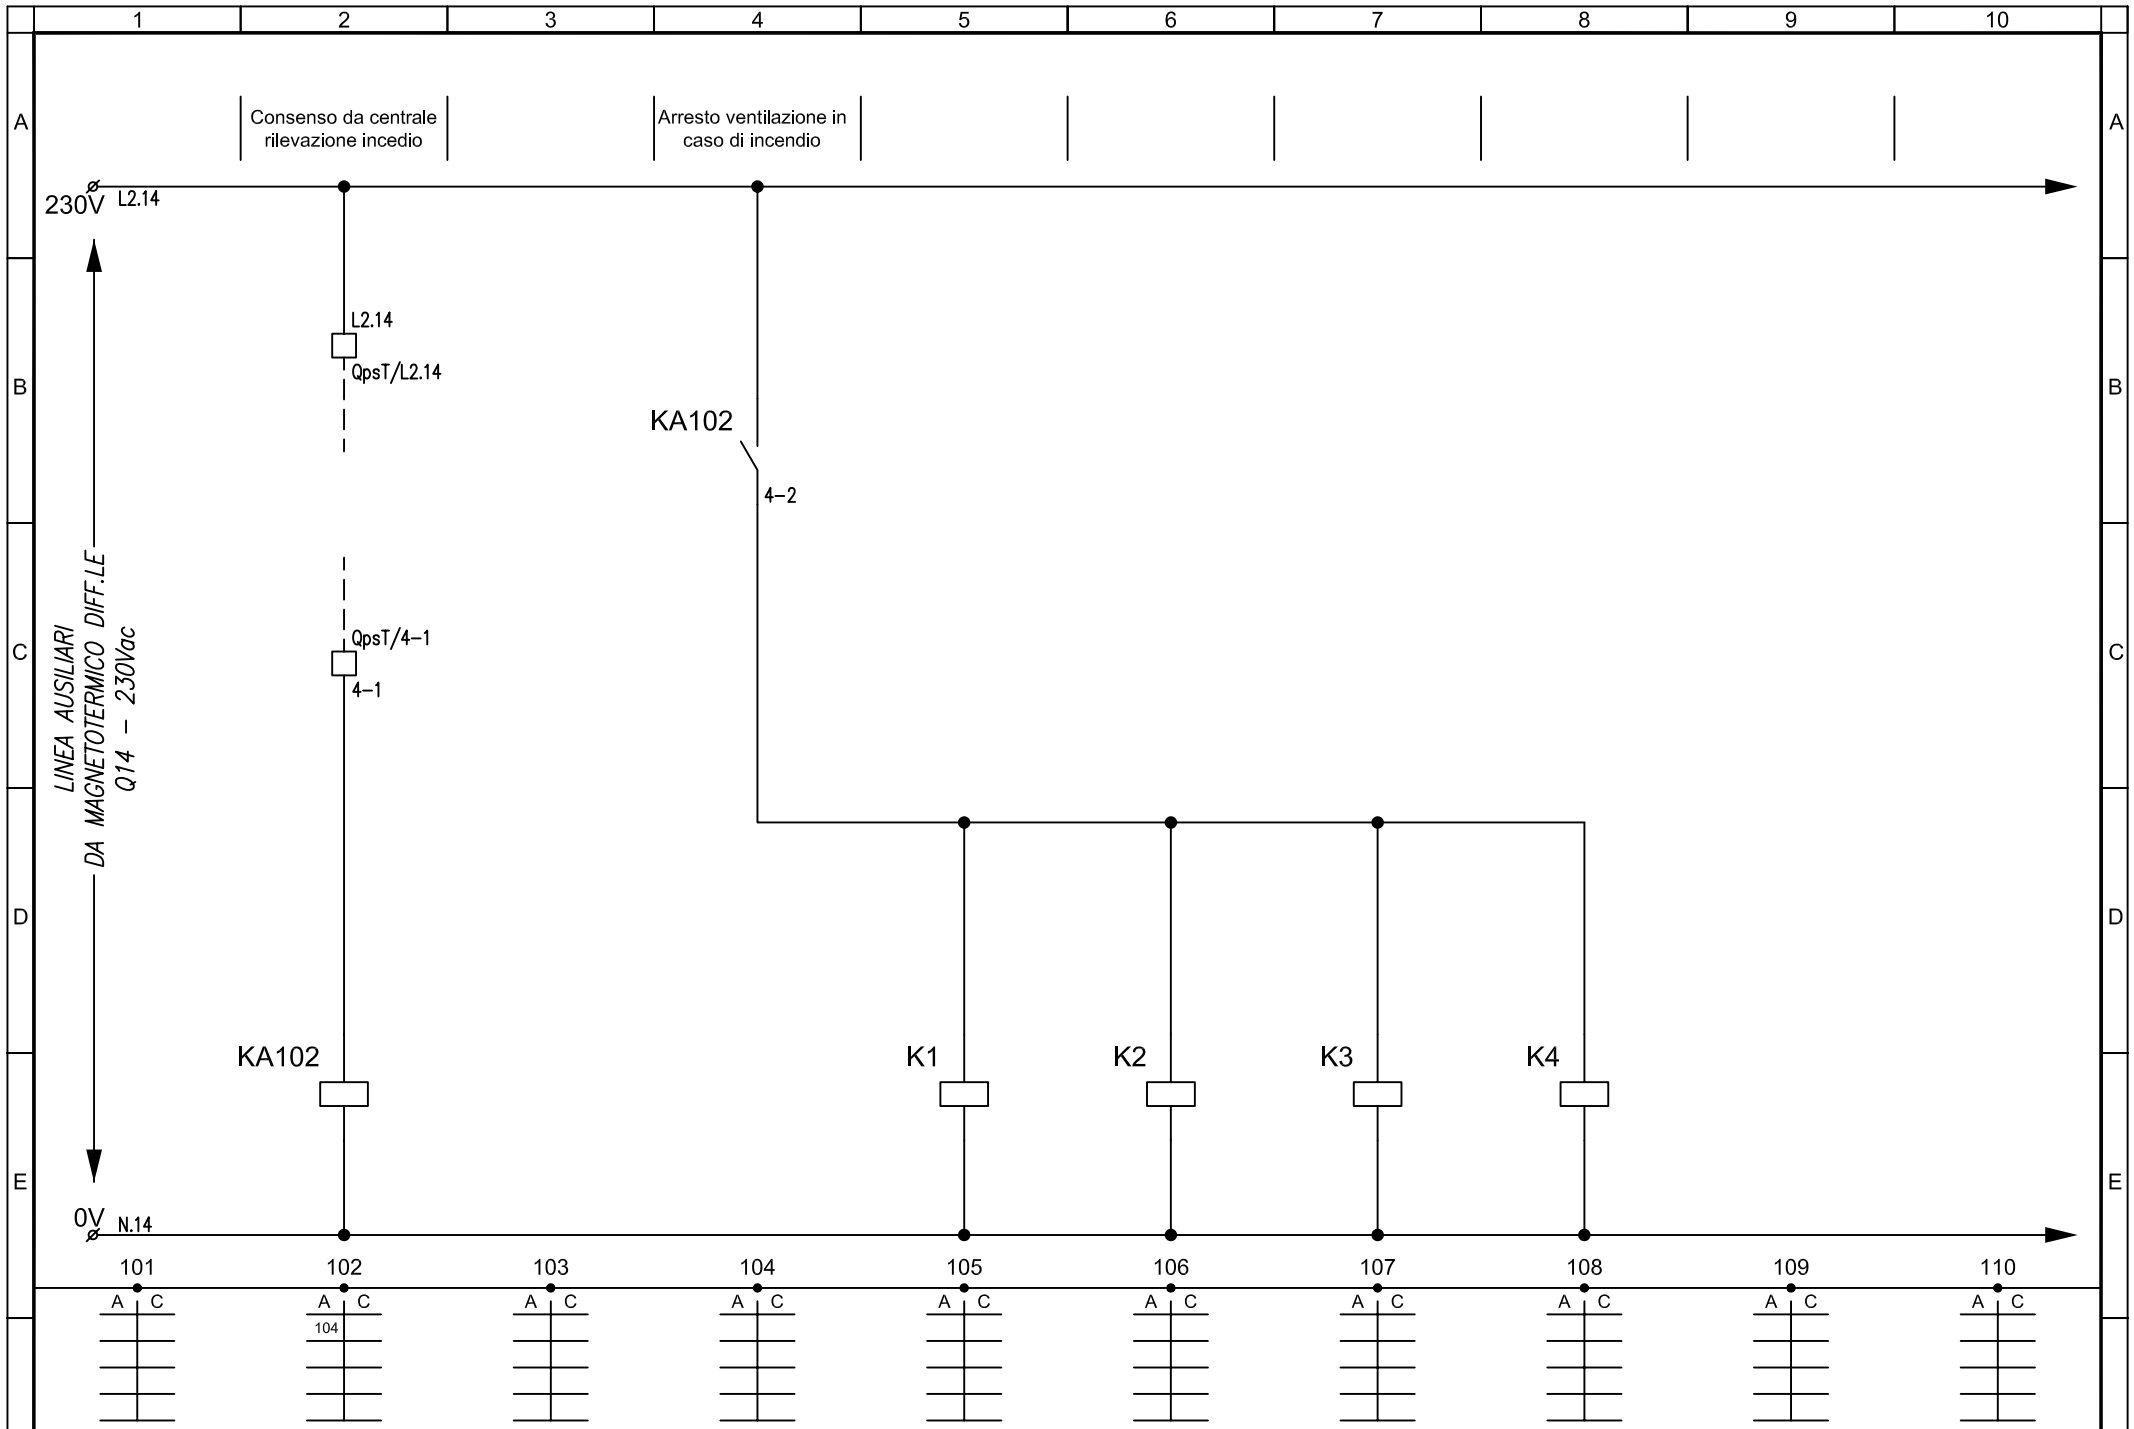 1 2 3 4 5 6 7 8 9 10
A A
Consenso da centrale
rilevazione incedio
Arresto ventilazione in
caso di incendio
230V L2.14
L2.14
QpsT/L2.14
B B
KA102
4-2
LINEA AUSILIARI
DA MAGNETOTERMICO DIFF.LE
Q14 - 230Vac
C C
QpsT/4-1
4-1
D D
KA102 K1 K2 K3 K4
E E
0V N.14
101 102 103 104 105 106 107 108 109 110
A C A C A C A C A C A C A C A C A C A C
104